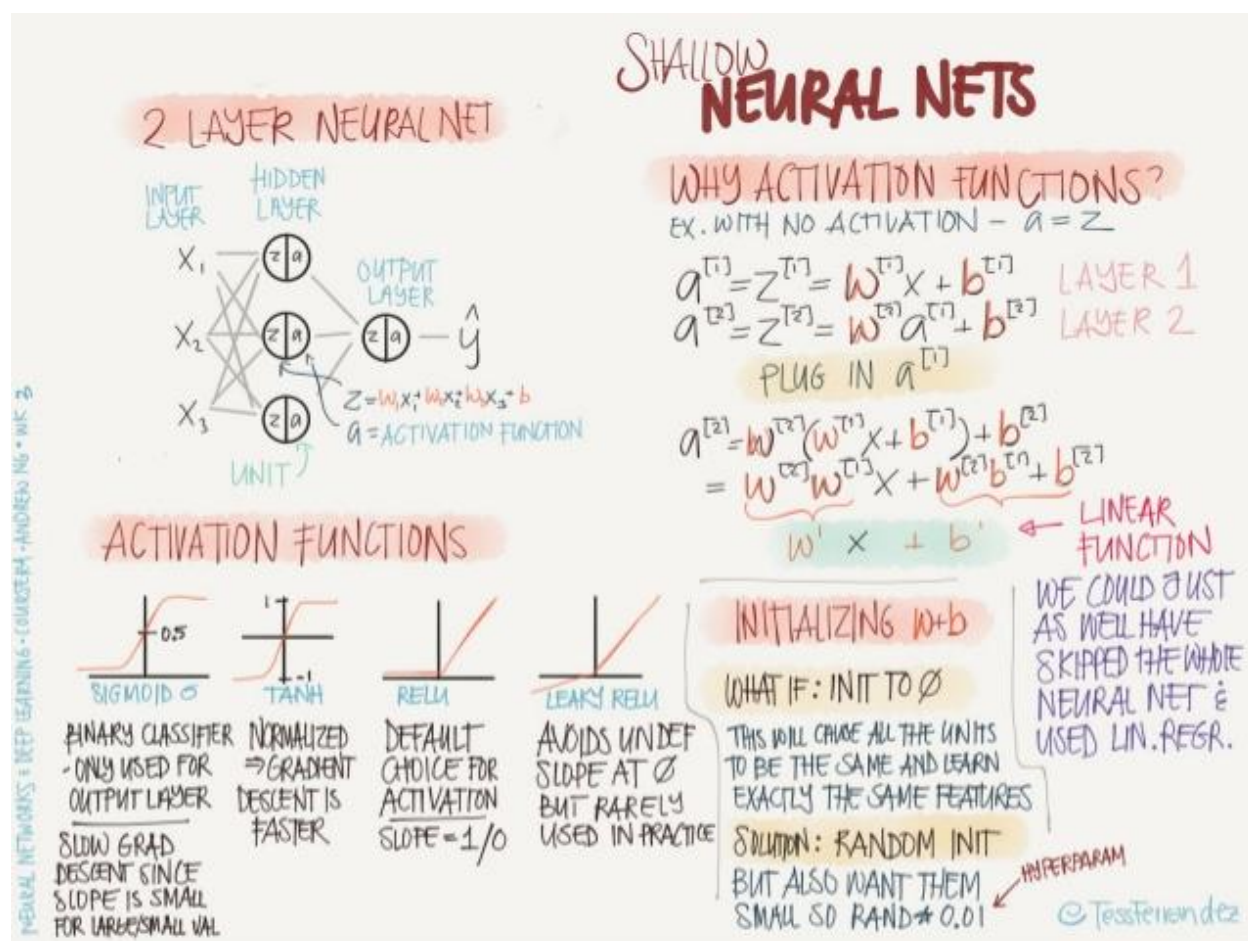 SHALLOW
NEURAL NETS
2 LAYER NEURAL NET
INPUT
LAYER
HIDDEN
LAYER
OUTPUT
LAYER
X₁
X₂
X₃
z|a
z|a
z|a
z|a
ŷ
Z=W₁X₁+W₂X₂+W₃X₃+b
a=ACTIVATION FUNCTION
UNIT
ACTIVATION FUNCTIONS
0.5
SIGMOID σ
BINARY CLASSIFIER
- ONLY USED FOR
OUTPUT LAYER
SLOW GRAD
DESCENT SINCE
SLOPE IS SMALL
FOR LARGE/SMALL VAL
1
-1
TANH
NORMALIZED
⇒GRADIENT
DESCENT IS
FASTER
RELU
DEFAULT
CHOICE FOR
ACTIVATION
SLOPE = 1/0
LEAKY RELU
AVOIDS UNDEF
SLOPE AT Ø
BUT RARELY
USED IN PRACTICE
WHY ACTIVATION FUNCTIONS?
EX. WITH NO ACTIVATION - a = z
a^[1] = z^[1] = W^[1]X + b^[1] LAYER 1
a^[2] = z^[2] = W^[2]a^[1] + b^[2] LAYER 2
PLUG IN a^[1]
a^[2] = W^[2](W^[1]X + b^[1]) + b^[2]
= W^[2]W^[1]X + W^[2]b^[1] + b^[2]
W' X + b'
LINEAR
FUNCTION
WE COULD JUST
AS WELL HAVE
SKIPPED THE WHOLE
NEURAL NET &
USED LIN. REGR.
INITIALIZING W+b
WHAT IF: INIT TO Ø
THIS WILL CAUSE ALL THE UNITS
TO BE THE SAME AND LEARN
EXACTLY THE SAME FEATURES
SOLUTION: RANDOM INIT
BUT ALSO WANT THEM
SMALL SO RAND * 0.01
HYPERPARAM
@TessFerrandez
NEURAL NETWORKS & DEEP LEARNING · COURSERA · ANDREW NG · WK 3